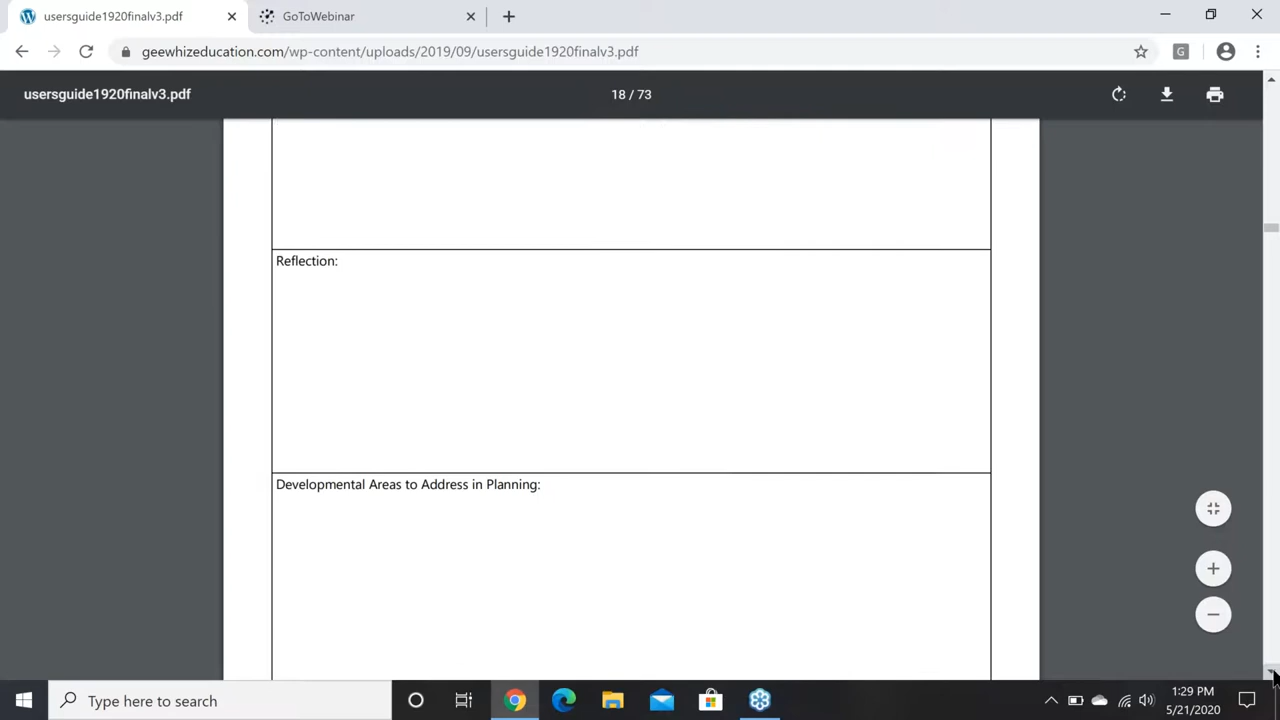 usersguide1920finalv3.pdf
GoToWebinar
geewhizeducation.com/wp-content/uploads/2019/09/usersguide1920finalv3.pdf
G
usersguide1920finalv3.pdf
18 / 73
Reflection:
Developmental Areas to Address in Planning:
Type here to search
1:29 PM
5/21/2020